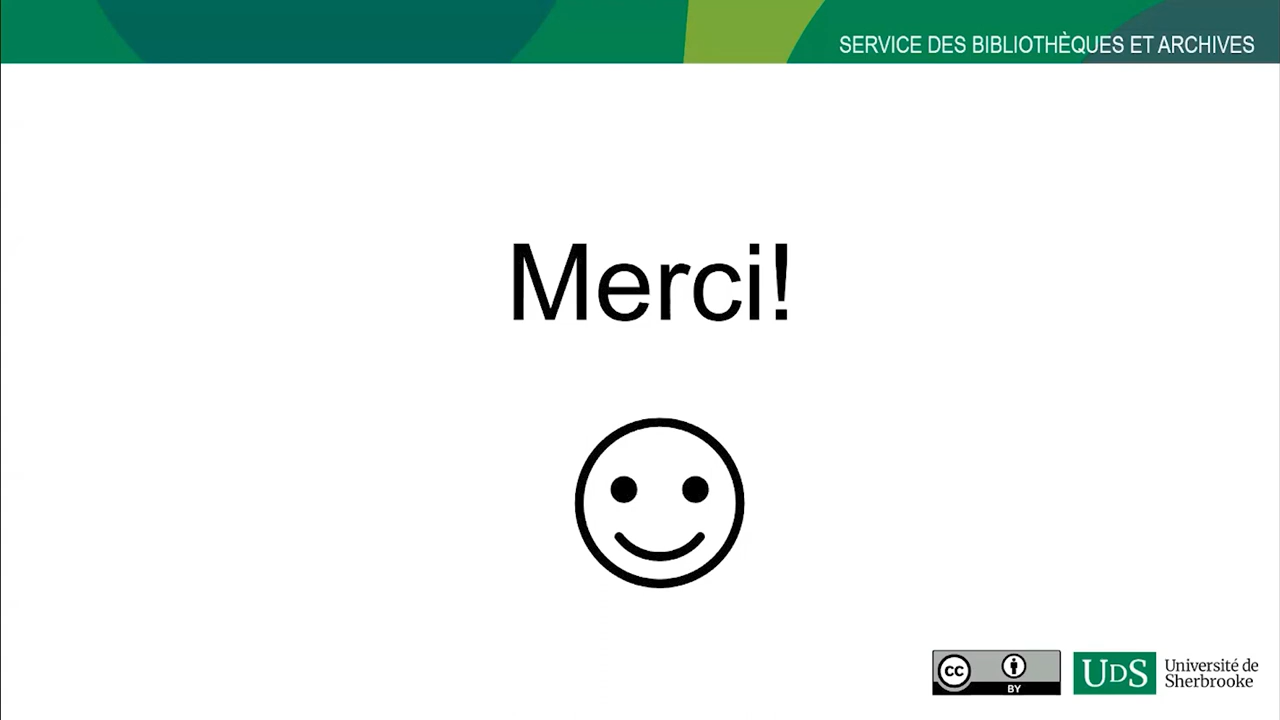 SERVICE DES BIBLIOTHÈQUES ET ARCHIVES
Merci!
cc
BY
UDS
Université de
Sherbrooke